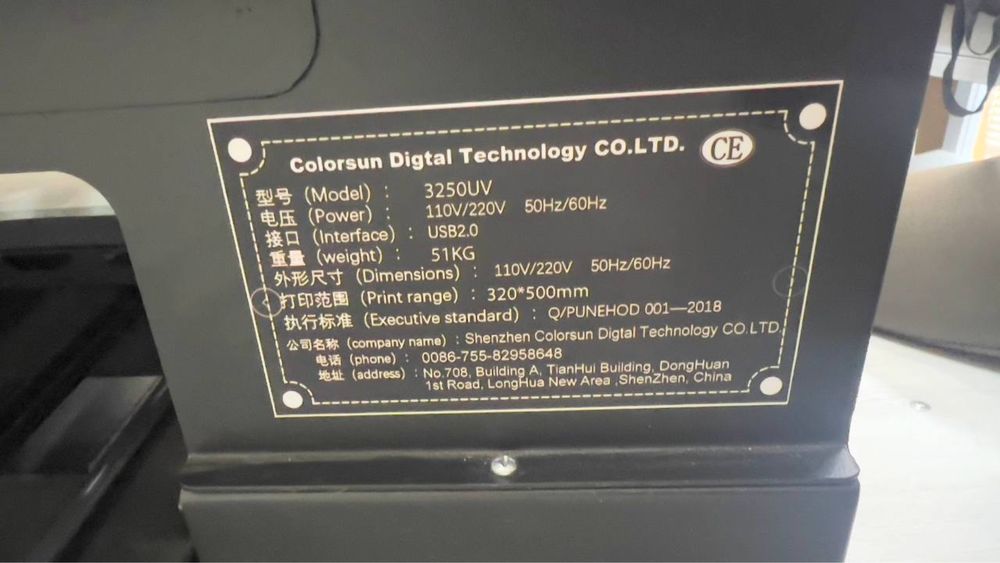 Colorsun Digtal Technology CO.LTD. CE
型号 (Model) : 3250UV
电压 (Power) : 110V/220V 50Hz/60Hz
接口 (Interface) : USB2.0
重量 (weight) : 51KG
外形尺寸 (Dimensions) : 110V/220V 50Hz/60Hz
打印范围 (Print range) : 320*500mm
执行标准 (Executive standard) : Q/PUNEHOD 001—2018
公司名称 (company name) : Shenzhen Colorsun Digtal Technology CO.LTD,
电话 (phone) : 0086-755-82958648
地址 (address) : No.708, Building A, TianHui Building, DongHuan
1st Road, LongHua New Area ,ShenZhen, China